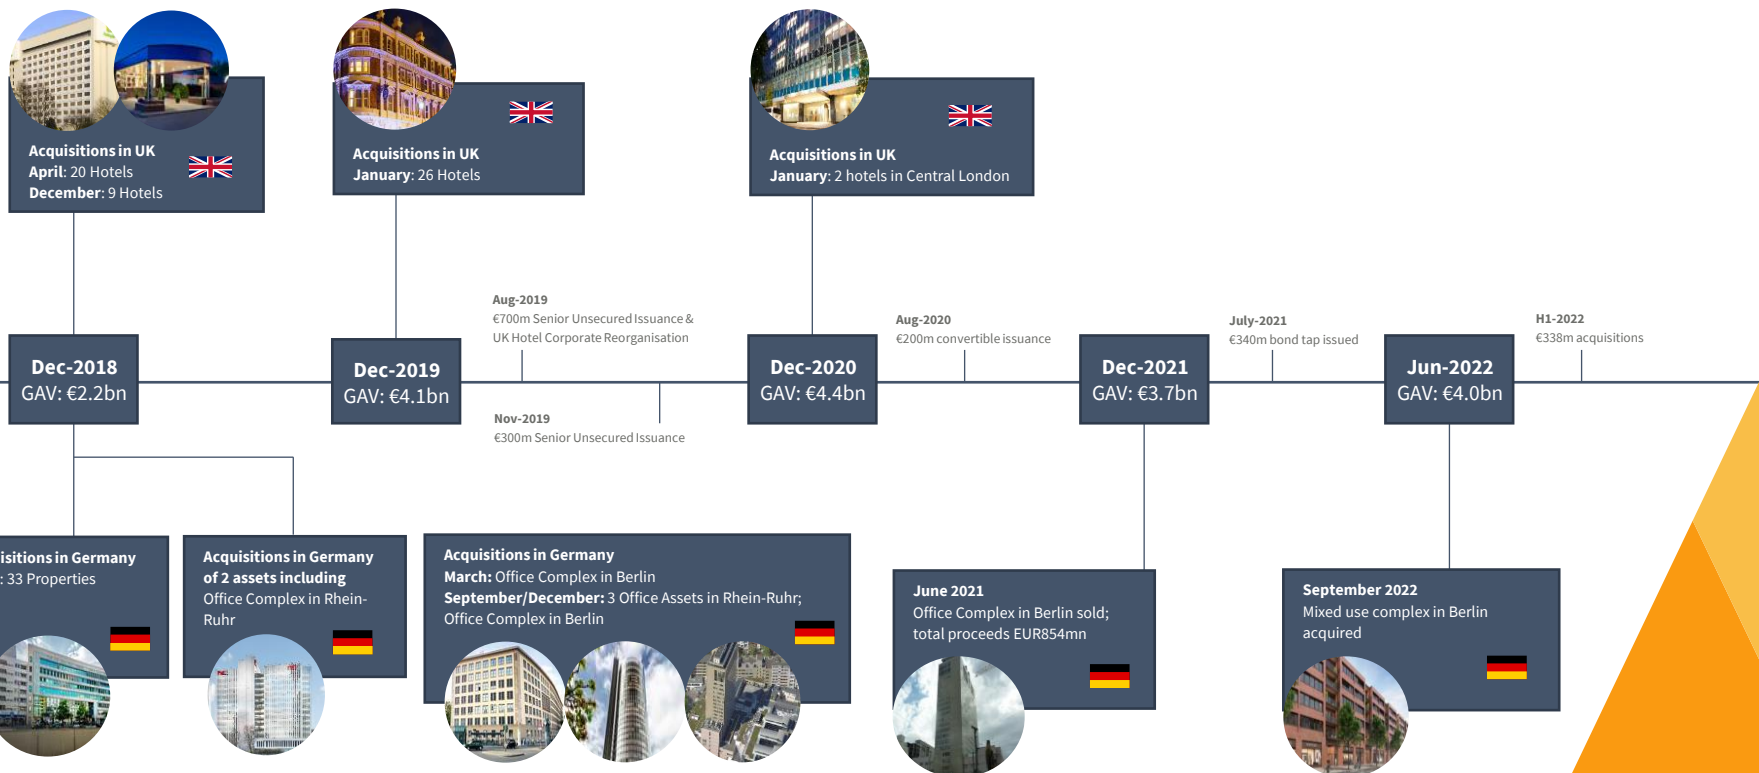 Acquisitions in UK
April: 20 Hotels
December: 9 Hotels
Acquisitions in UK
January: 26 Hotels
Acquisitions in UK
January: 2 hotels in Central London
Aug-2019
€700m Senior Unsecured Issuance &
UK Hotel Corporate Reorganisation
Aug-2020
€200m convertible issuance
July-2021
€340m bond tap issued
H1-2022
€338m acquisitions
Dec-2018
GAV: €2.2bn
Dec-2019
GAV: €4.1bn
Dec-2020
GAV: €4.4bn
Dec-2021
GAV: €3.7bn
Jun-2022
GAV: €4.0bn
Nov-2019
€300m Senior Unsecured Issuance
isitions in Germany
: 33 Properties
Acquisitions in Germany
of 2 assets including
Office Complex in Rhein-
Ruhr
Acquisitions in Germany
March: Office Complex in Berlin
September/December: 3 Office Assets in Rhein-Ruhr;
Office Complex in Berlin
June 2021
Office Complex in Berlin sold;
total proceeds EUR854mn
September 2022
Mixed use complex in Berlin
acquired